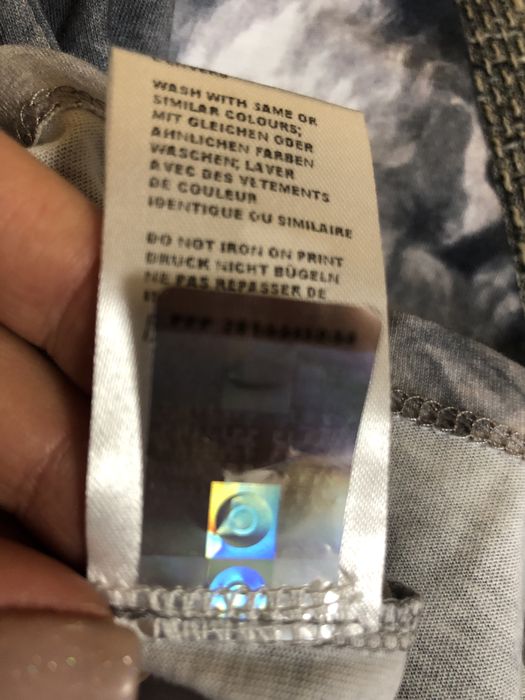 WASH WITH SAME OR
SIMILAR COLOURS;
MIT GLEICHEN ODER
ÄHNLICHEN FARBEN
WASCHEN; LAVER
AVEC DES VETEMENTS
DE COULEUR
IDENTIQUE OU SIMILAIRE
DO NOT IRON ON PRINT
DRUCK NICHT BÜGELN
NE PAS REPASSER DE